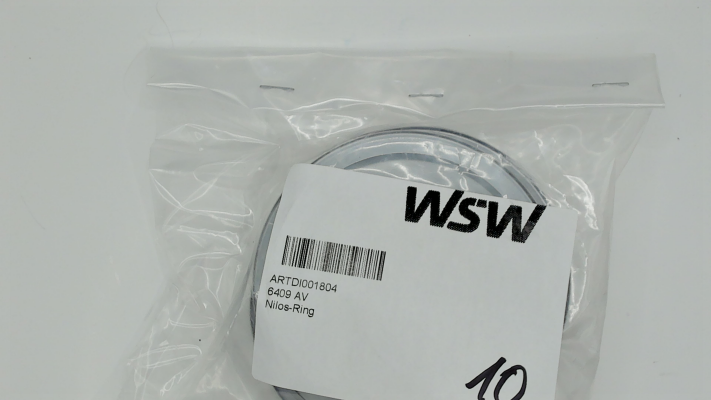 WSW
ARTDI001804
6409 AV
Nilos-Ring
10